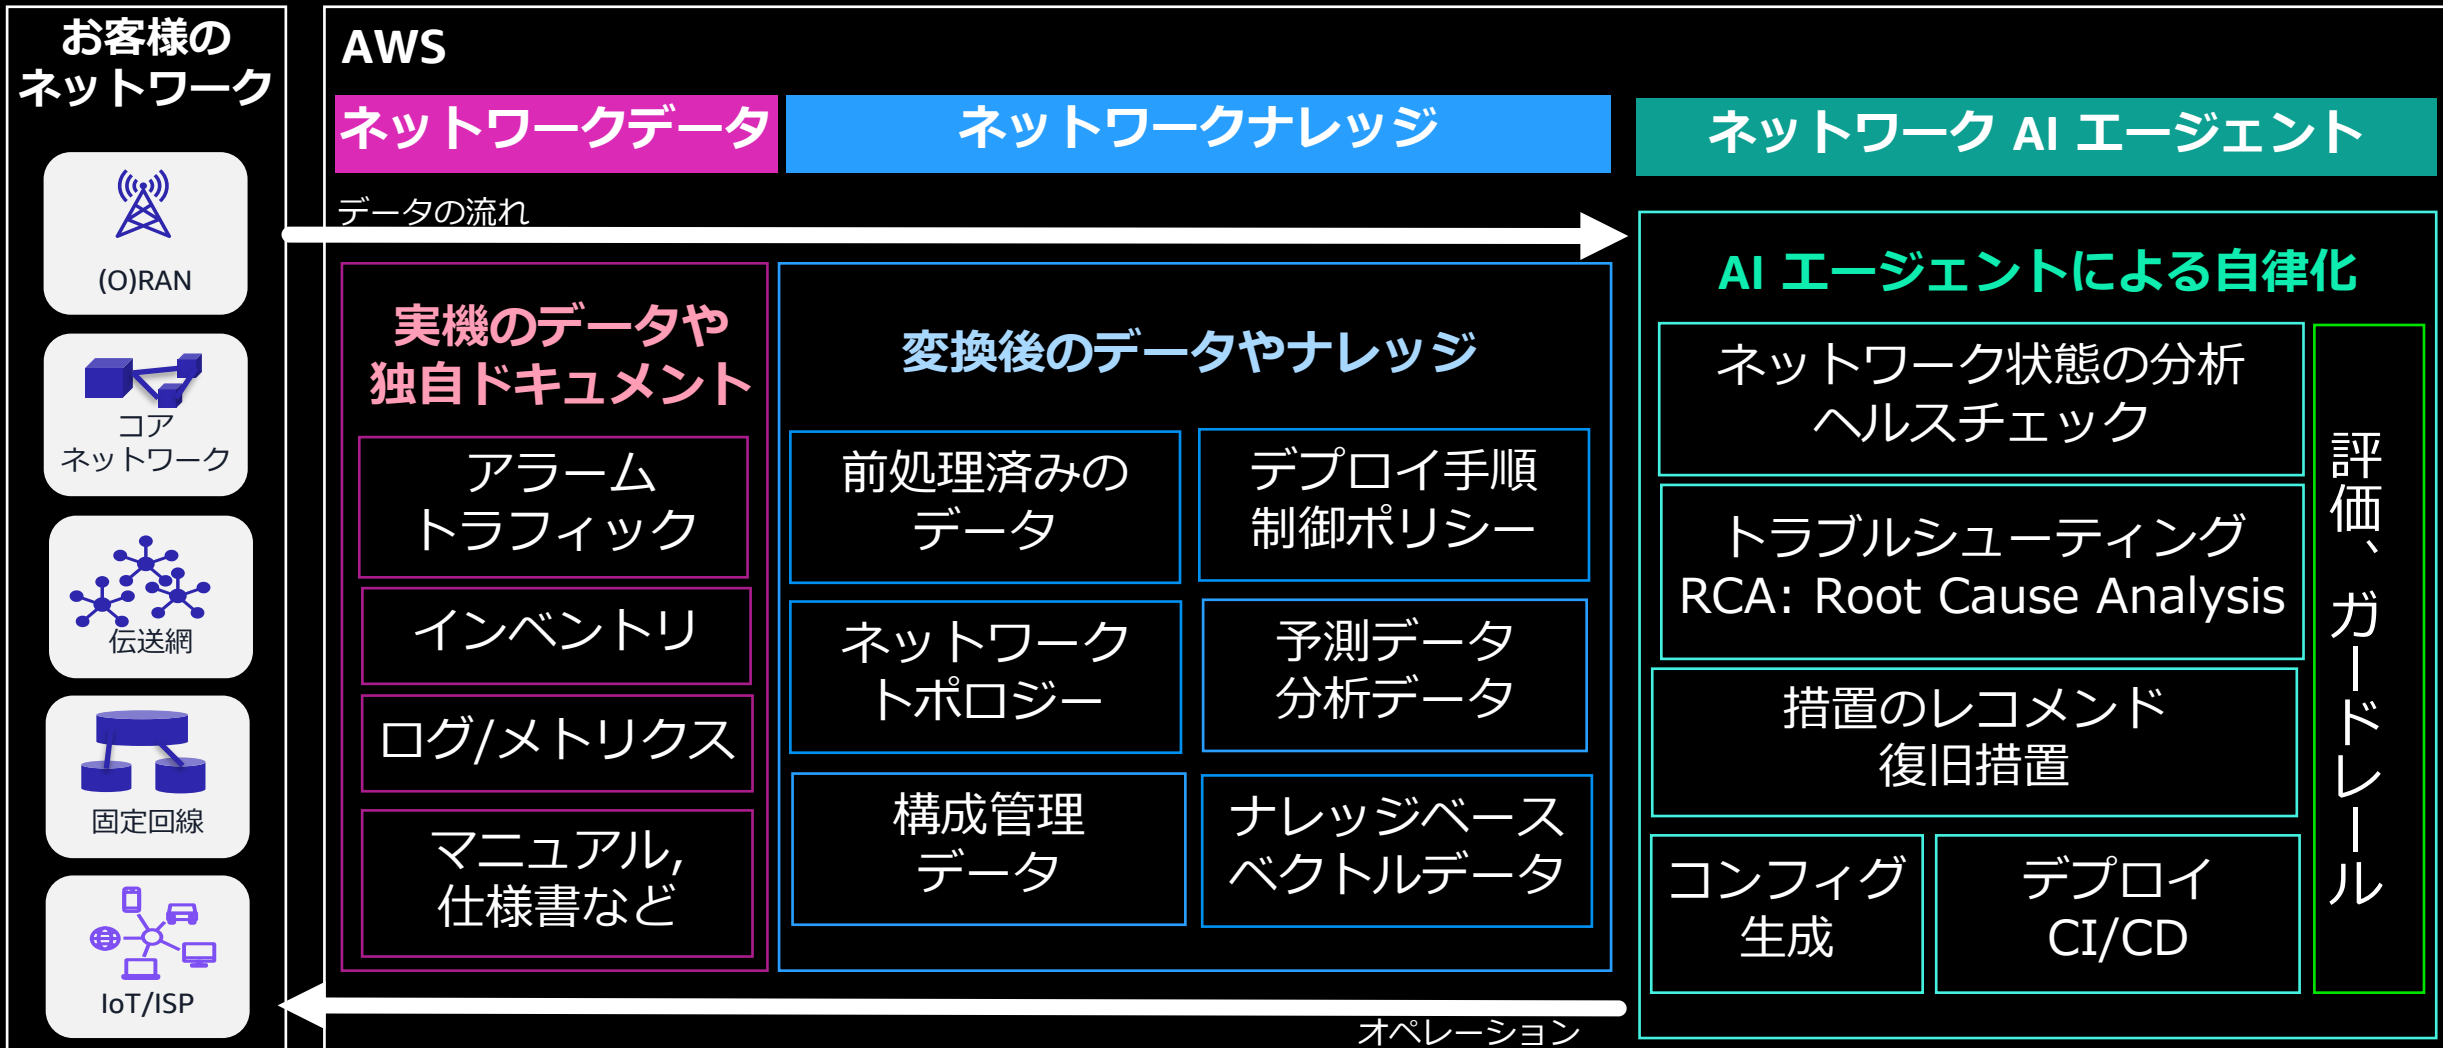 お客様の
ネットワーク
(O)RAN
コア
ネットワーク
伝送網
固定回線
IoT/ISP
AWS
ネットワークデータ
ネットワークナレッジ
ネットワーク AI エージェント
データの流れ
実機のデータや
独自ドキュメント
アラーム
トラフィック
インベントリ
ログ/メトリクス
マニュアル,
仕様書など
変換後のデータやナレッジ
前処理済みの
データ
デプロイ手順
制御ポリシー
ネットワーク
トポロジー
予測データ
分析データ
構成管理
データ
ナレッジベース
ベクトルデータ
AI エージェントによる自律化
ネットワーク状態の分析
ヘルスチェック
トラブルシューティング
RCA: Root Cause Analysis
措置のレコメンド
復旧措置
コンフィグ
生成
デプロイ
CI/CD
評価、ガードレール
オペレーション